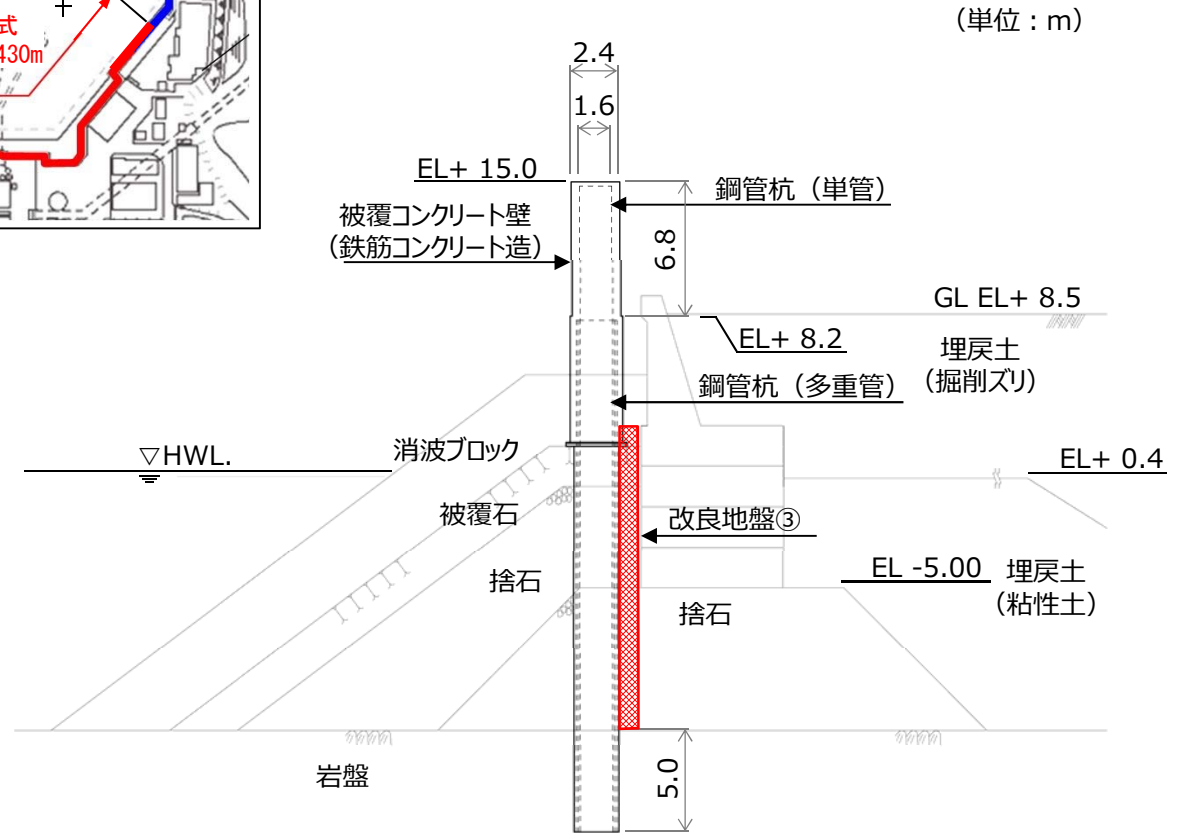 式
430m
（単位：m）
2.4
1.6
EL+ 15.0
鋼管杭（単管）
被覆コンクリート壁
（鉄筋コンクリート造）
6.8
GL EL+ 8.5
EL+ 8.2
埋戻土
（掘削ズリ）
鋼管杭（多重管）
消波ブロック
▽HWL.
EL+ 0.4
被覆石
改良地盤③
捨石
EL -5.00
埋戻土
（粘性土）
捨石
5.0
岩盤